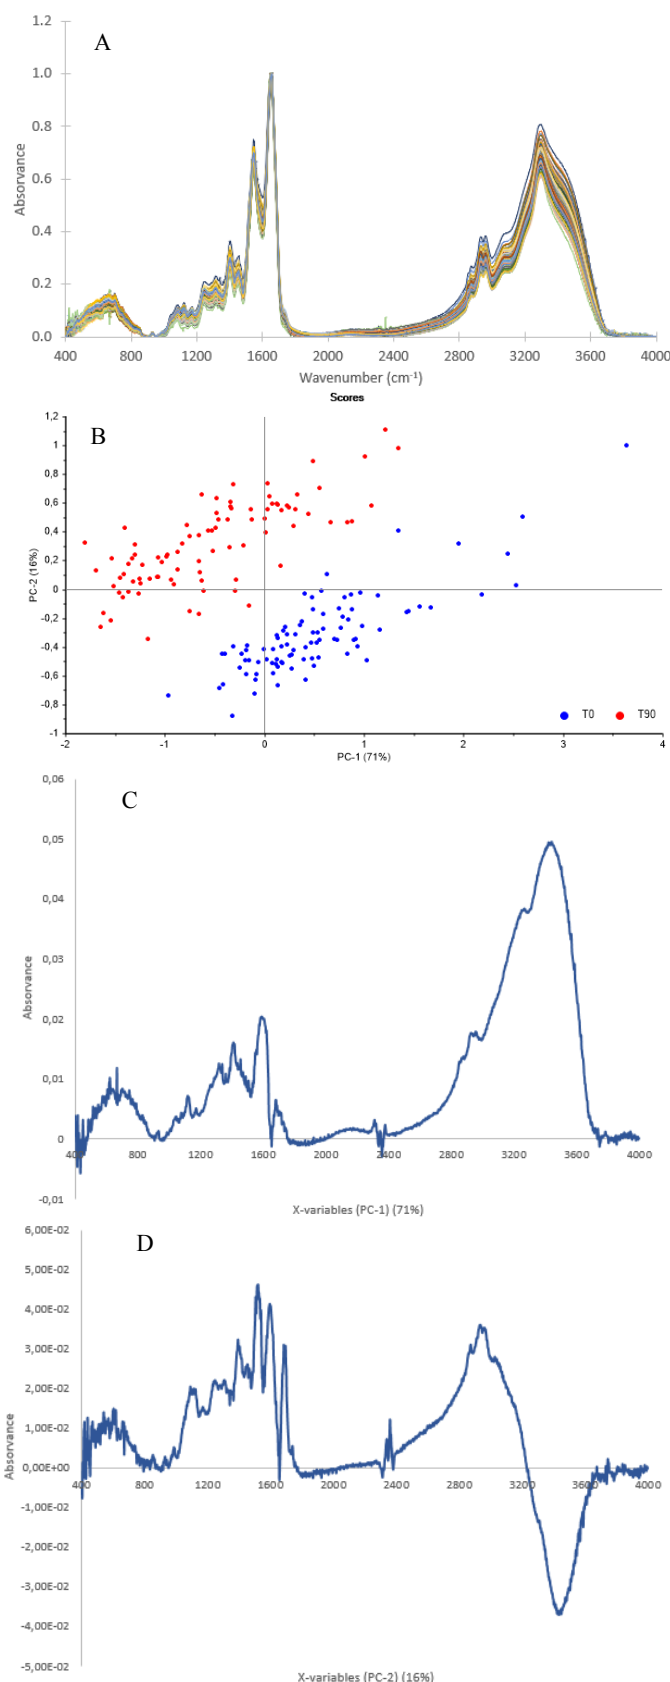 A
1.2
1.0
0.8
0.6
0.4
0.2
0.0
Absorvance
400 800 1200 1600 2000 2400 2800 3200 3600 4000
Wavenumber (cm⁻¹)
Scores
B
1,2
1
0,8
0,6
0,4
0,2
0
-0,2
-0,4
-0,6
-0,8
-1
PC-2 (16%)
-2 -1 0 1 2 3 4
PC-1 (71%)
T0 T90
C
0,06
0,05
0,04
0,03
0,02
0,01
0
-0,01
Absorvance
400 800 1200 1600 2000 2400 2800 3200 3600 4000
X-variables (PC-1) (71%)
D
6,00E-02
5,00E-02
4,00E-02
3,00E-02
2,00E-02
1,00E-02
0,00E+00
-1,00E-02
-2,00E-02
-3,00E-02
-4,00E-02
-5,00E-02
Absorvance
400 800 1200 1600 2000 2400 2800 3200 3600 4000
X-variables (PC-2) (16%)